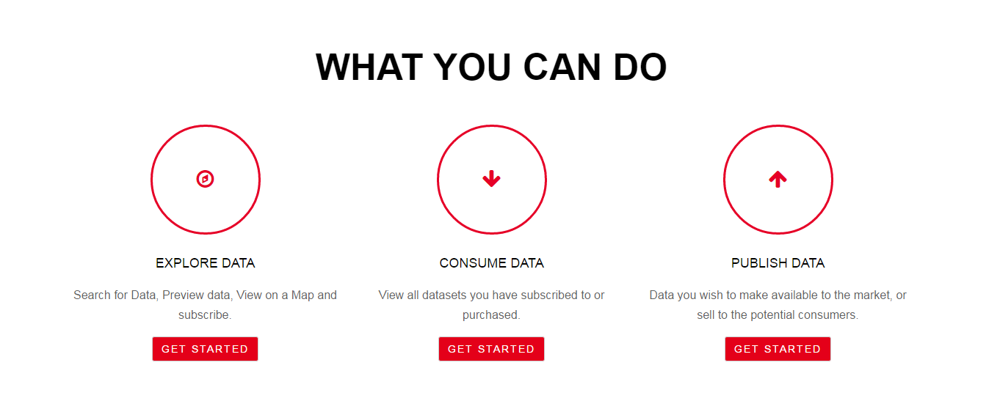 WHAT YOU CAN DO
EXPLORE DATA
Search for Data, Preview data, View on a Map and
subscribe.
GET STARTED
CONSUME DATA
View all datasets you have subscribed to or
purchased.
GET STARTED
PUBLISH DATA
Data you wish to make available to the market, or
sell to the potential consumers.
GET STARTED